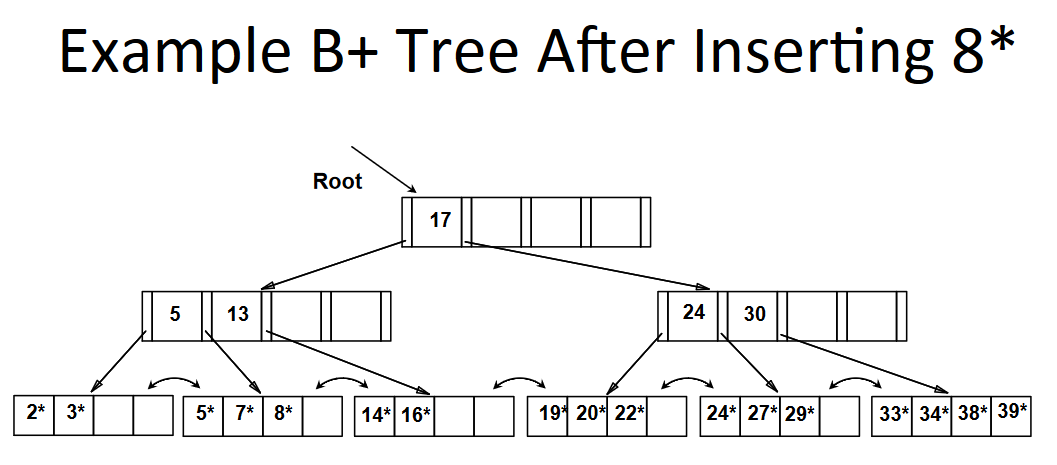 Example B+ Tree After Inserting 8*
Root
17
5 13
24 30
2* 3* 5* 7* 8* 14* 16* 19* 20* 22* 24* 27* 29* 33* 34* 38* 39*